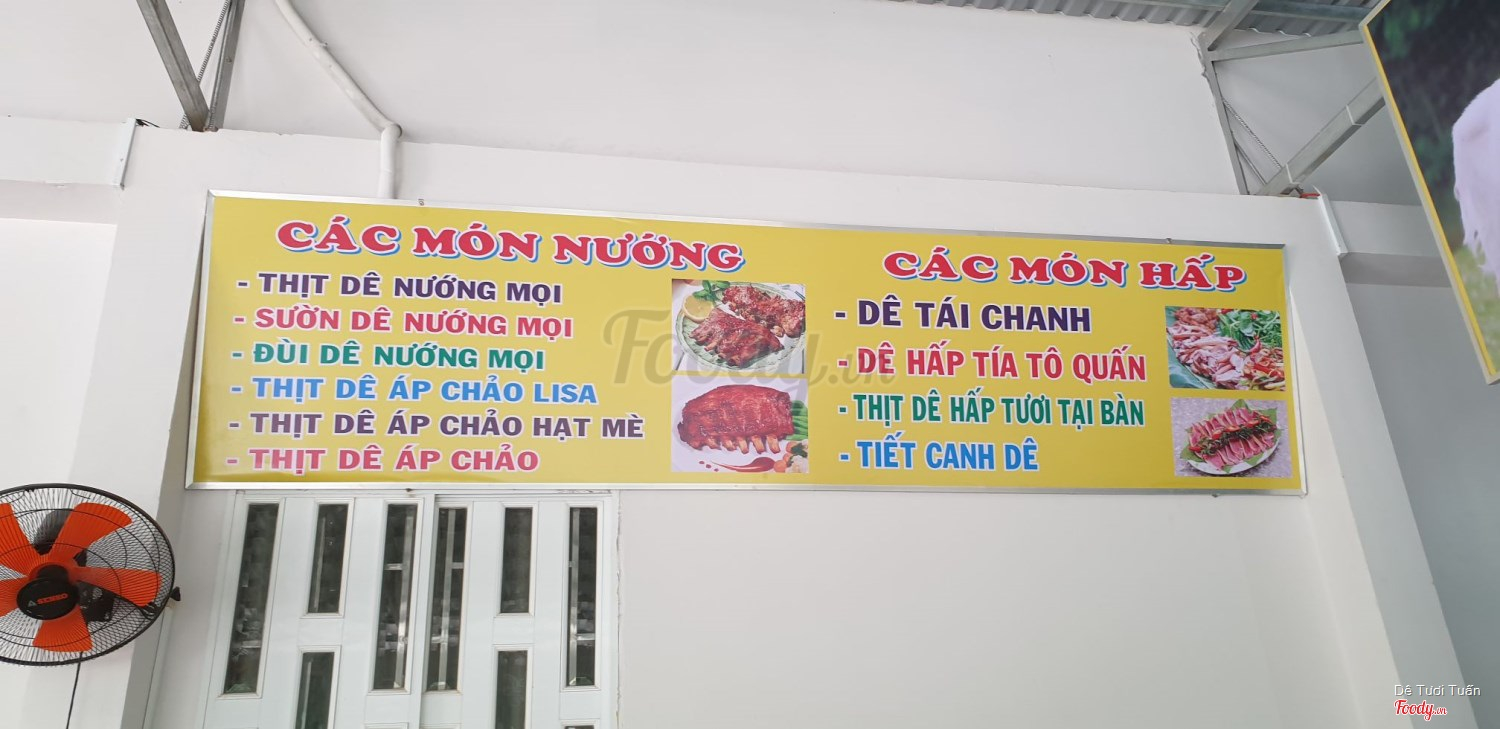 CÁC MÓN NƯỚNG
- THỊT DÊ NƯỚNG MỌI
- SƯỜN DÊ NƯỚNG MỌI
- ĐÙI DÊ NƯỚNG MỌI
- THỊT DÊ ÁP CHẢO LISA
- THỊT DÊ ÁP CHẢO HẠT MÈ
- THỊT DÊ ÁP CHẢO
CÁC MÓN HẤP
- DÊ TÁI CHANH
- DÊ HẤP TÍA TÔ QUẤN
- THỊT DÊ HẤP TƯƠI TẠI BÀN
- TIẾT CANH DÊ
Foody.vn
SENKO
Dê Tươi Tuấn
Foody.vn